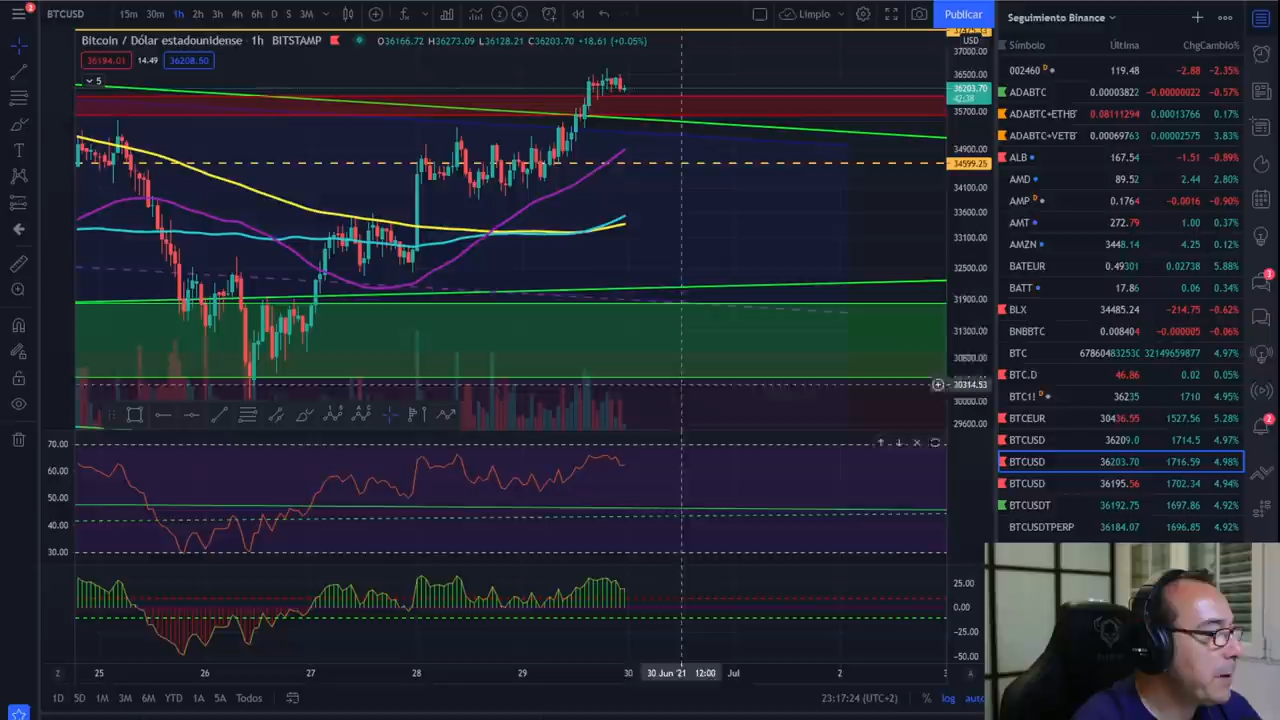 2
BTCUSD 15m 30m 1h 2h 3h 4h 6h D S 3M Limpio Publicar
Bitcoin / Dólar estadounidense · 1h · BITSTAMP O36166.72 H36273.09 L36128.21 C36203.70 +18.61 (+0.05%)
36194.01 14.49 36208.50
5
USD
37000.00
36500.00
36203.70
42:38
35700.00
34900.00
34599.25
34100.00
33600.00
33100.00
32500.00
31900.00
31300.00
30800.00
30314.53
30000.00
29600.00
70.00
60.00
50.00
40.00
30.00
25.00
0.00
−25.00
−50.00
25 26 27 28 29 30 30 Jun '21 12:00 Jul 2
1D 5D 1M 3M 6M YTD 1A 5A Todos 23:17:24 (UTC+2) % log auto
Seguimiento Binance
Símbolo Última Chg Cambio%
002460 D 119.48 −2.88 −2.35%
ADABTC 0.00003822 −0.00000022 −0.57%
ADABTC+ETHB 0.08111294 0.00013766 0.17%
ADABTC+VETB 0.00069763 0.00002575 3.83%
ALB 167.54 −1.51 −0.89%
AMD 89.52 2.44 2.80%
AMP D 0.1764 −0.0016 −0.90%
AMT 272.79 1.00 0.37%
AMZN 3448.14 4.25 0.12%
BATEUR 0.49301 0.02738 5.88%
BATT 17.86 0.06 0.34%
BLX 34485.24 −214.75 −0.62%
BNBBTC 0.008404 −0.000005 −0.06%
BTC 32149659877 4.97%
BTC.D 46.86 0.02 0.05%
BTC1! D 36235 1710 4.95%
BTCEUR 30436.55 1527.56 5.28%
BTCUSD 36209.0 1714.5 4.97%
BTCUSD 36203.70 1716.59 4.98%
BTCUSD 36195.56 1702.34 4.94%
BTCUSDT 36192.75 1697.86 4.92%
BTCUSDTPERP 36184.07 1696.85 4.92%
1
2